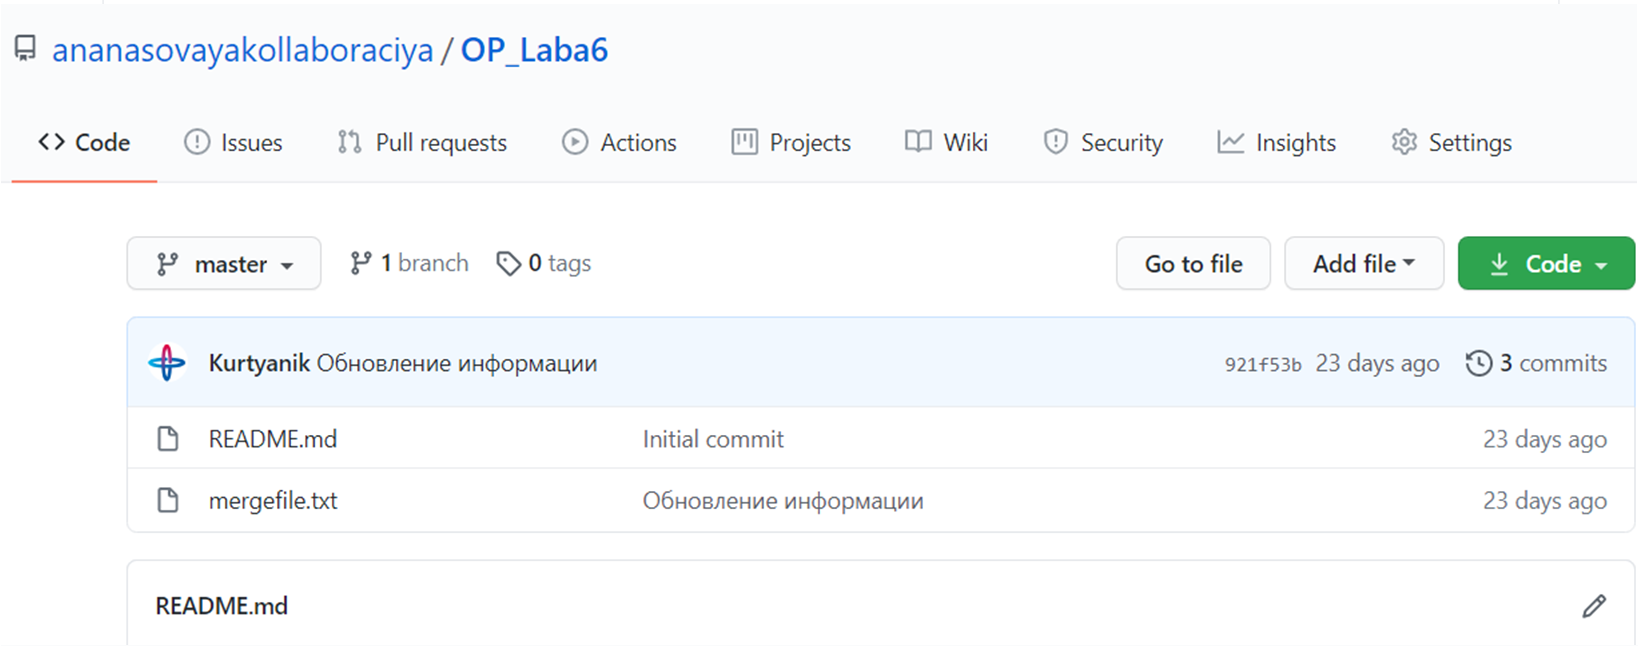 ananasovayakollaboraciya / OP_Laba6
Code Issues Pull requests Actions Projects Wiki Security Insights Settings
master 1 branch 0 tags Go to file Add file Code
Kurtyanik Обновление информации 921f53b 23 days ago 3 commits
README.md Initial commit 23 days ago
mergefile.txt Обновление информации 23 days ago
README.md